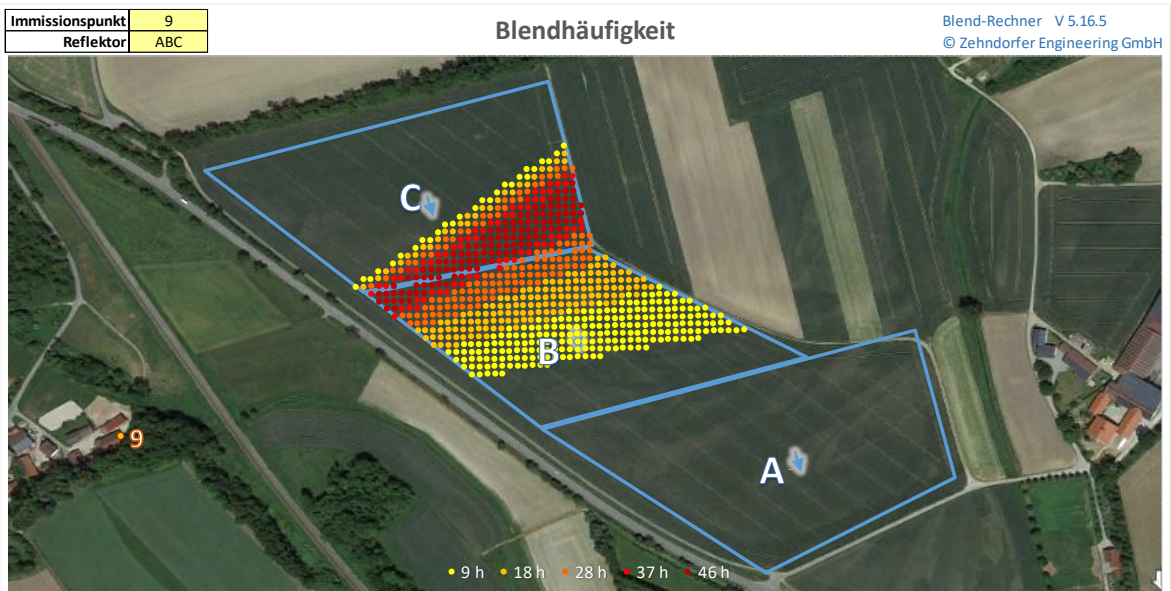 Immissionspunkt 9
Reflektor ABC
Blendhäufigkeit
Blend-Rechner V 5.16.5
© Zehndorfer Engineering GmbH
C
B
9
A
9 h 18 h 28 h 37 h 46 h